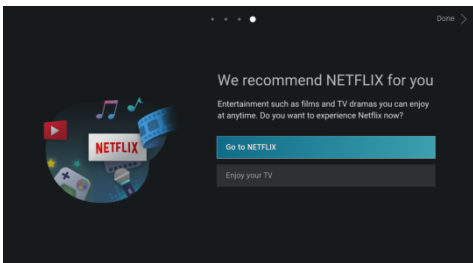 Done
We recommend NETFLIX for you
Entertainment such as films and TV dramas you can enjoy
at anytime. Do you want to experience Netflix now?
NETFLIX
Go to NETFLIX
Enjoy your TV